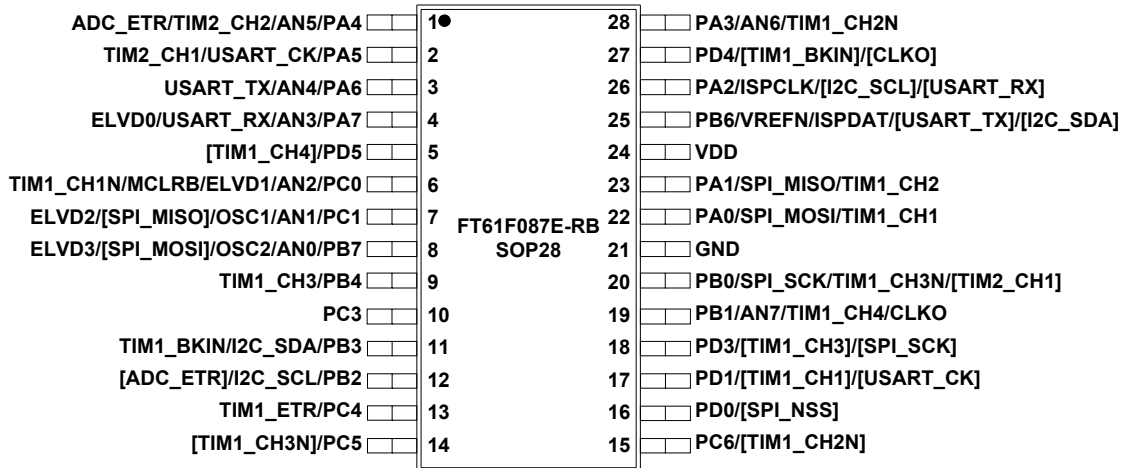 ADC_ETR/TIM2_CH2/AN5/PA4 1 28 PA3/AN6/TIM1_CH2N
TIM2_CH1/USART_CK/PA5 2 27 PD4/[TIM1_BKIN]/[CLKO]
USART_TX/AN4/PA6 3 26 PA2/ISPCLK/[I2C_SCL]/[USART_RX]
ELVD0/USART_RX/AN3/PA7 4 25 PB6/VREFN/ISPDAT/[USART_TX]/[I2C_SDA]
[TIM1_CH4]/PD5 5 24 VDD
TIM1_CH1N/MCLRB/ELVD1/AN2/PC0 6 23 PA1/SPI_MISO/TIM1_CH2
ELVD2/[SPI_MISO]/OSC1/AN1/PC1 7 FT61F087E-RB 22 PA0/SPI_MOSI/TIM1_CH1
ELVD3/[SPI_MOSI]/OSC2/AN0/PB7 8 SOP28 21 GND
TIM1_CH3/PB4 9 20 PB0/SPI_SCK/TIM1_CH3N/[TIM2_CH1]
PC3 10 19 PB1/AN7/TIM1_CH4/CLKO
TIM1_BKIN/I2C_SDA/PB3 11 18 PD3/[TIM1_CH3]/[SPI_SCK]
[ADC_ETR]/I2C_SCL/PB2 12 17 PD1/[TIM1_CH1]/[USART_CK]
TIM1_ETR/PC4 13 16 PD0/[SPI_NSS]
[TIM1_CH3N]/PC5 14 15 PC6/[TIM1_CH2N]